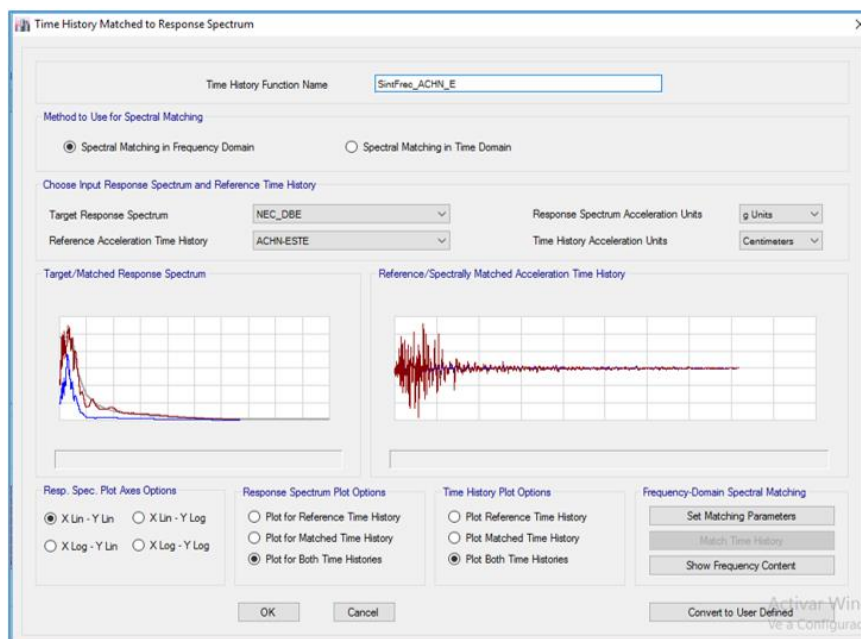 Time History Matched to Response Spectrum
Time History Function Name
SintFrec_ACHN_E
Method to Use for Spectral Matching
Spectral Matching in Frequency Domain
Spectral Matching in Time Domain
Choose Input Response Spectrum and Reference Time History
Target Response Spectrum
NEC_DBE
Response Spectrum Acceleration Units
g Units
Reference Acceleration Time History
ACHN-ESTE
Time History Acceleration Units
Centimeters
Target/Matched Response Spectrum
Reference/Spectrally Matched Acceleration Time History
Resp. Spec. Plot Axes Options
X Lin - Y Lin
X Lin - Y Log
X Log - Y Lin
X Log - Y Log
Response Spectrum Plot Options
Plot for Reference Time History
Plot for Matched Time History
Plot for Both Time Histories
Time History Plot Options
Plot Reference Time History
Plot Matched Time History
Plot Both Time Histories
Frequency-Domain Spectral Matching
Set Matching Parameters
Match Time History
Show Frequency Content
OK
Cancel
Convert to User Defined
Activar Win
Ve a Configurac